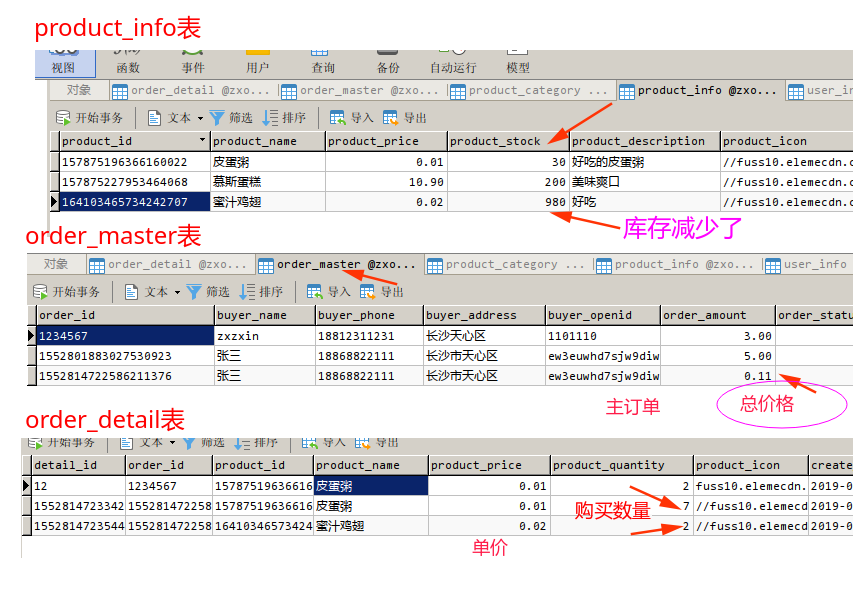 product_info表
视图 函数 事件 用户 查询 备份 自动运行 模型
对象 order_detail @zxo... order_master @zxo... product_category ... product_info @zxo... user_in
开始事务 文本 筛选 排序 导入 导出
product_id product_name product_price product_stock product_description product_icon
157875196366160022 皮蛋粥 0.01 30 好吃的皮蛋粥 //fuss10.elemecdn.c
157875227953464068 慕斯蛋糕 10.90 200 美味爽口 //fuss10.elemecdn.c
164103465734242707 蜜汁鸡翅 0.02 980 好吃 //fuss10.elemecdn.c
库存减少了
order_master表
对象 order_detail @zxo... order_master @zxo... product_category ... product_info @zxo... user_info
开始事务 文本 筛选 排序 导入 导出
order_id buyer_name buyer_phone buyer_address buyer_openid order_amount order_statu
1234567 zxzxin 18812311231 长沙天心区 1101110 3.00
1552801883027530923 张三 18868822111 长沙市天心区 ew3euwhd7sjw9diw 5.00
1552814722586211376 张三 18868822111 长沙市天心区 ew3euwhd7sjw9diw 0.11
主订单 总价格
order_detail表
开始事务 文本 筛选 排序 导入 导出
detail_id order_id product_id product_name product_price product_quantity product_icon create
12 1234567 15787519636616 皮蛋粥 0.01 2 fuss10.elemecdn. 2019-0
1552814723342 155281472258 15787519636616 皮蛋粥 0.01 7 //fuss10.elemecd 2019-0
1552814723544 155281472258 16410346573424 蜜汁鸡翅 0.02 2 //fuss10.elemecd 2019-0
购买数量
单价